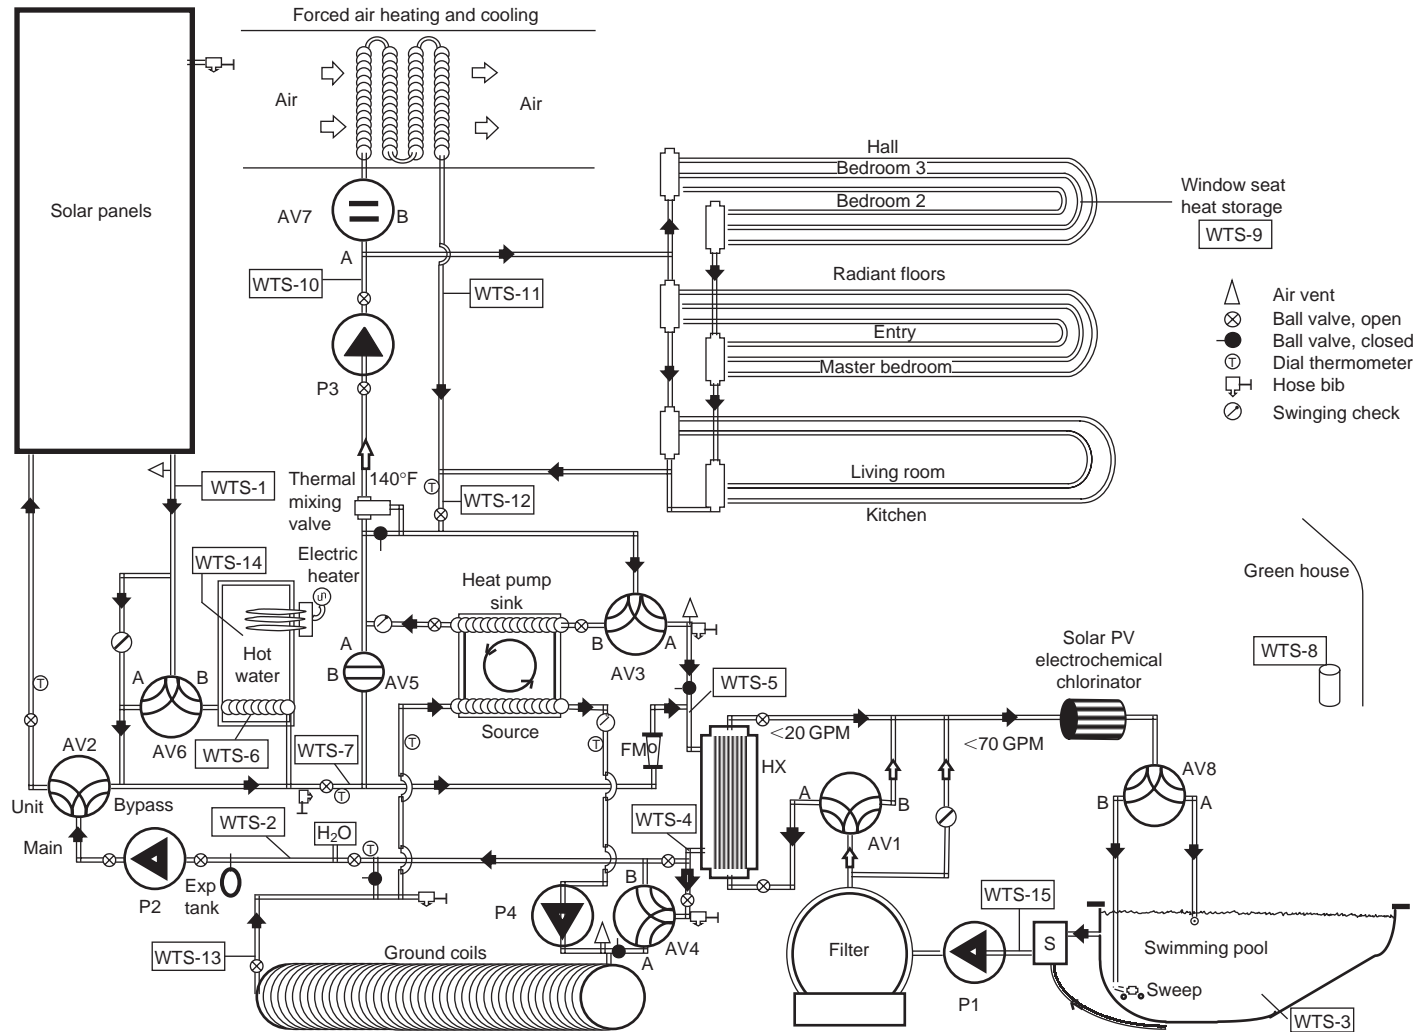 Forced air heating and cooling
Air
Air
Solar panels
AV7
B
A
WTS-10
WTS-11
P3
Hall
Bedroom 3
Bedroom 2
Window seat
heat storage
WTS-9
Radiant floors
Entry
Master bedroom
Living room
Kitchen
Air vent
Ball valve, open
Ball valve, closed
T Dial thermometer
Hose bib
Swinging check
WTS-1
Thermal
mixing
valve
140°F
T
WTS-12
WTS-14
Electric
heater
Hot
water
Heat pump
sink
Source
A
B
AV6
WTS-6
A
B
AV5
B
A
AV3
WTS-5
T
AV2
Unit
Bypass
Main
WTS-7
T
T
T
FM
HX
<20 GPM
<70 GPM
Solar PV
electrochemical
chlorinator
Green house
WTS-8
A
B
AV1
B
A
AV8
WTS-2
H2O
T
WTS-4
P2
Exp
tank
P4
B
AV4
A
WTS-13
Ground coils
Filter
P1
WTS-15
S
Swimming pool
Sweep
WTS-3